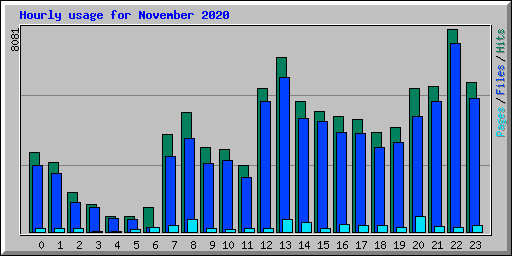 Hourly usage for November 2020
8081
Pages/Files/Hits
0 1 2 3 4 5 6 7 8 9 10 11 12 13 14 15 16 17 18 19 20 21 22 23